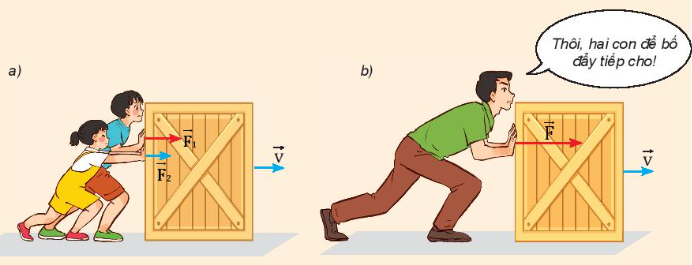 a)
F₁
F₂
v
b)
Thôi, hai con để bố
đẩy tiếp cho!
F
v